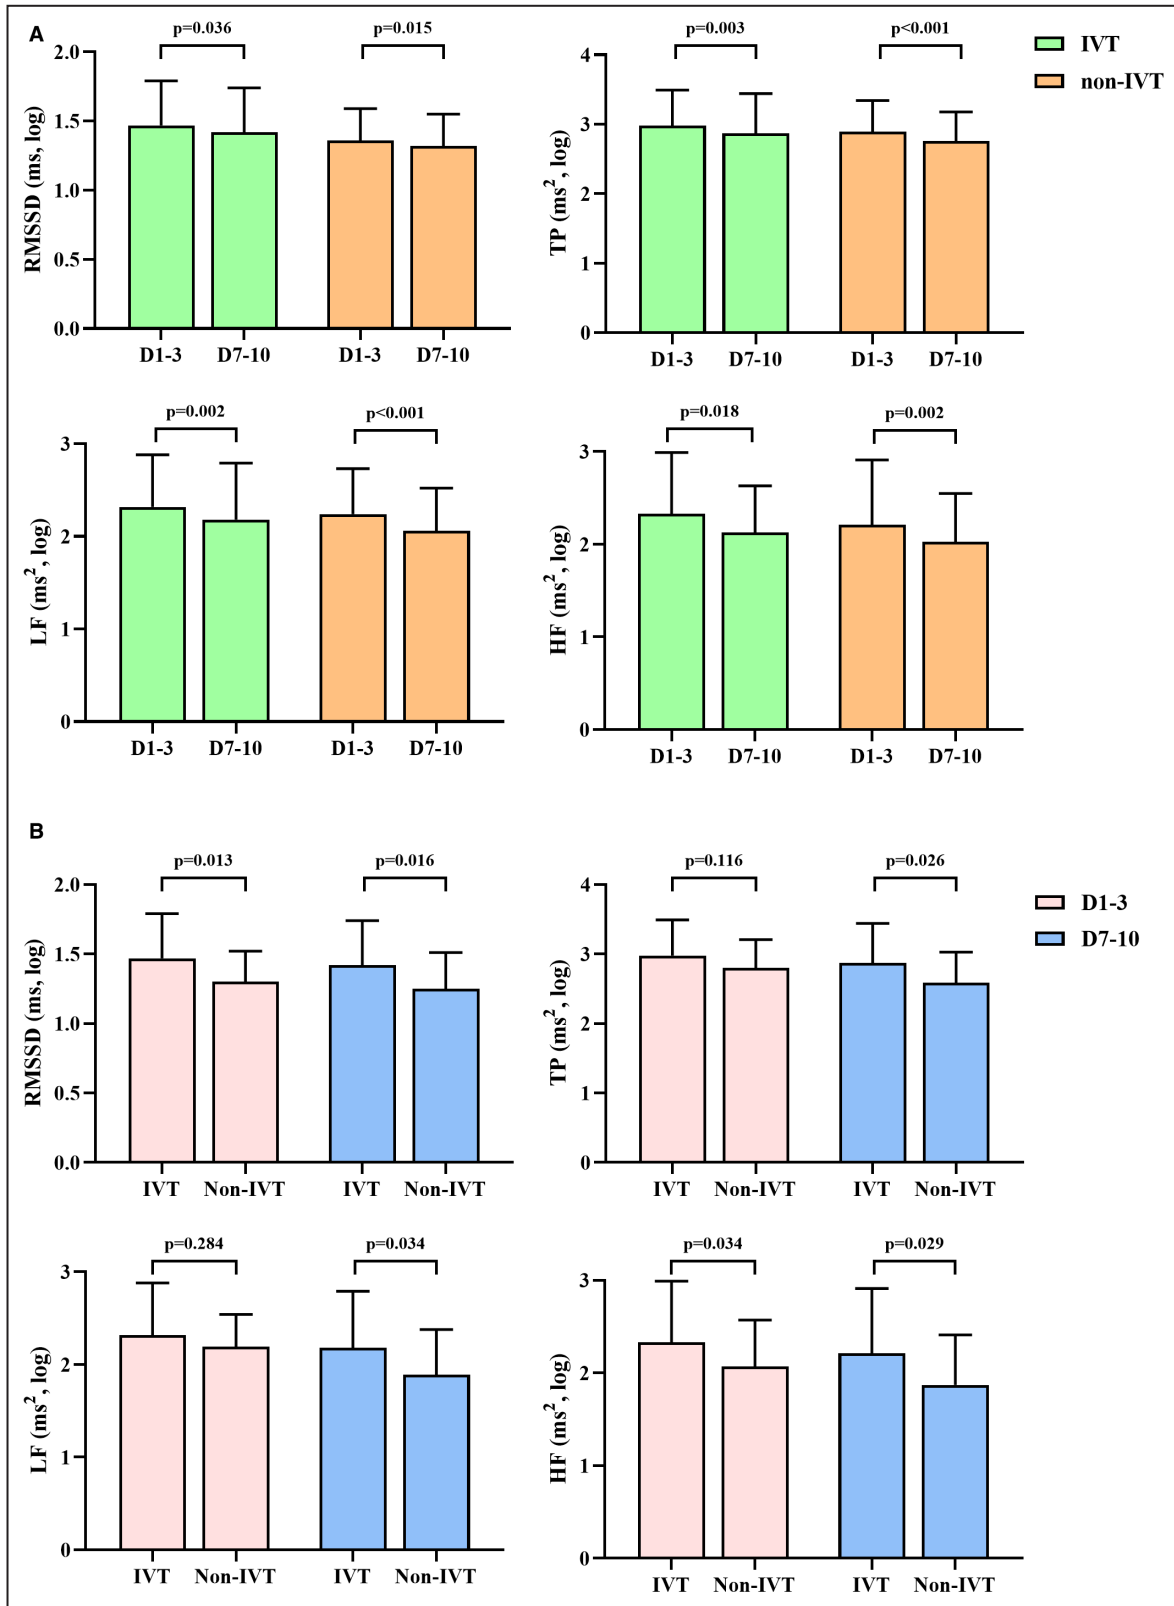 A
p=0.036
p=0.015
RMSSD (ms, log)
2.0
1.5
1.0
0.5
0.0
D1-3 D7-10 D1-3 D7-10
p=0.003
p<0.001
TP (ms², log)
4
3
2
1
0
D1-3 D7-10 D1-3 D7-10
IVT
non-IVT
p=0.002
p<0.001
LF (ms², log)
3
2
1
0
D1-3 D7-10 D1-3 D7-10
p=0.018
p=0.002
HF (ms², log)
3
2
1
0
D1-3 D7-10 D1-3 D7-10
B
p=0.013
p=0.016
RMSSD (ms, log)
2.0
1.5
1.0
0.5
0.0
IVT Non-IVT IVT Non-IVT
p=0.116
p=0.026
TP (ms², log)
4
3
2
1
0
IVT Non-IVT IVT Non-IVT
D1-3
D7-10
p=0.284
p=0.034
LF (ms², log)
3
2
1
0
IVT Non-IVT IVT Non-IVT
p=0.034
p=0.029
HF (ms², log)
3
2
1
0
IVT Non-IVT IVT Non-IVT